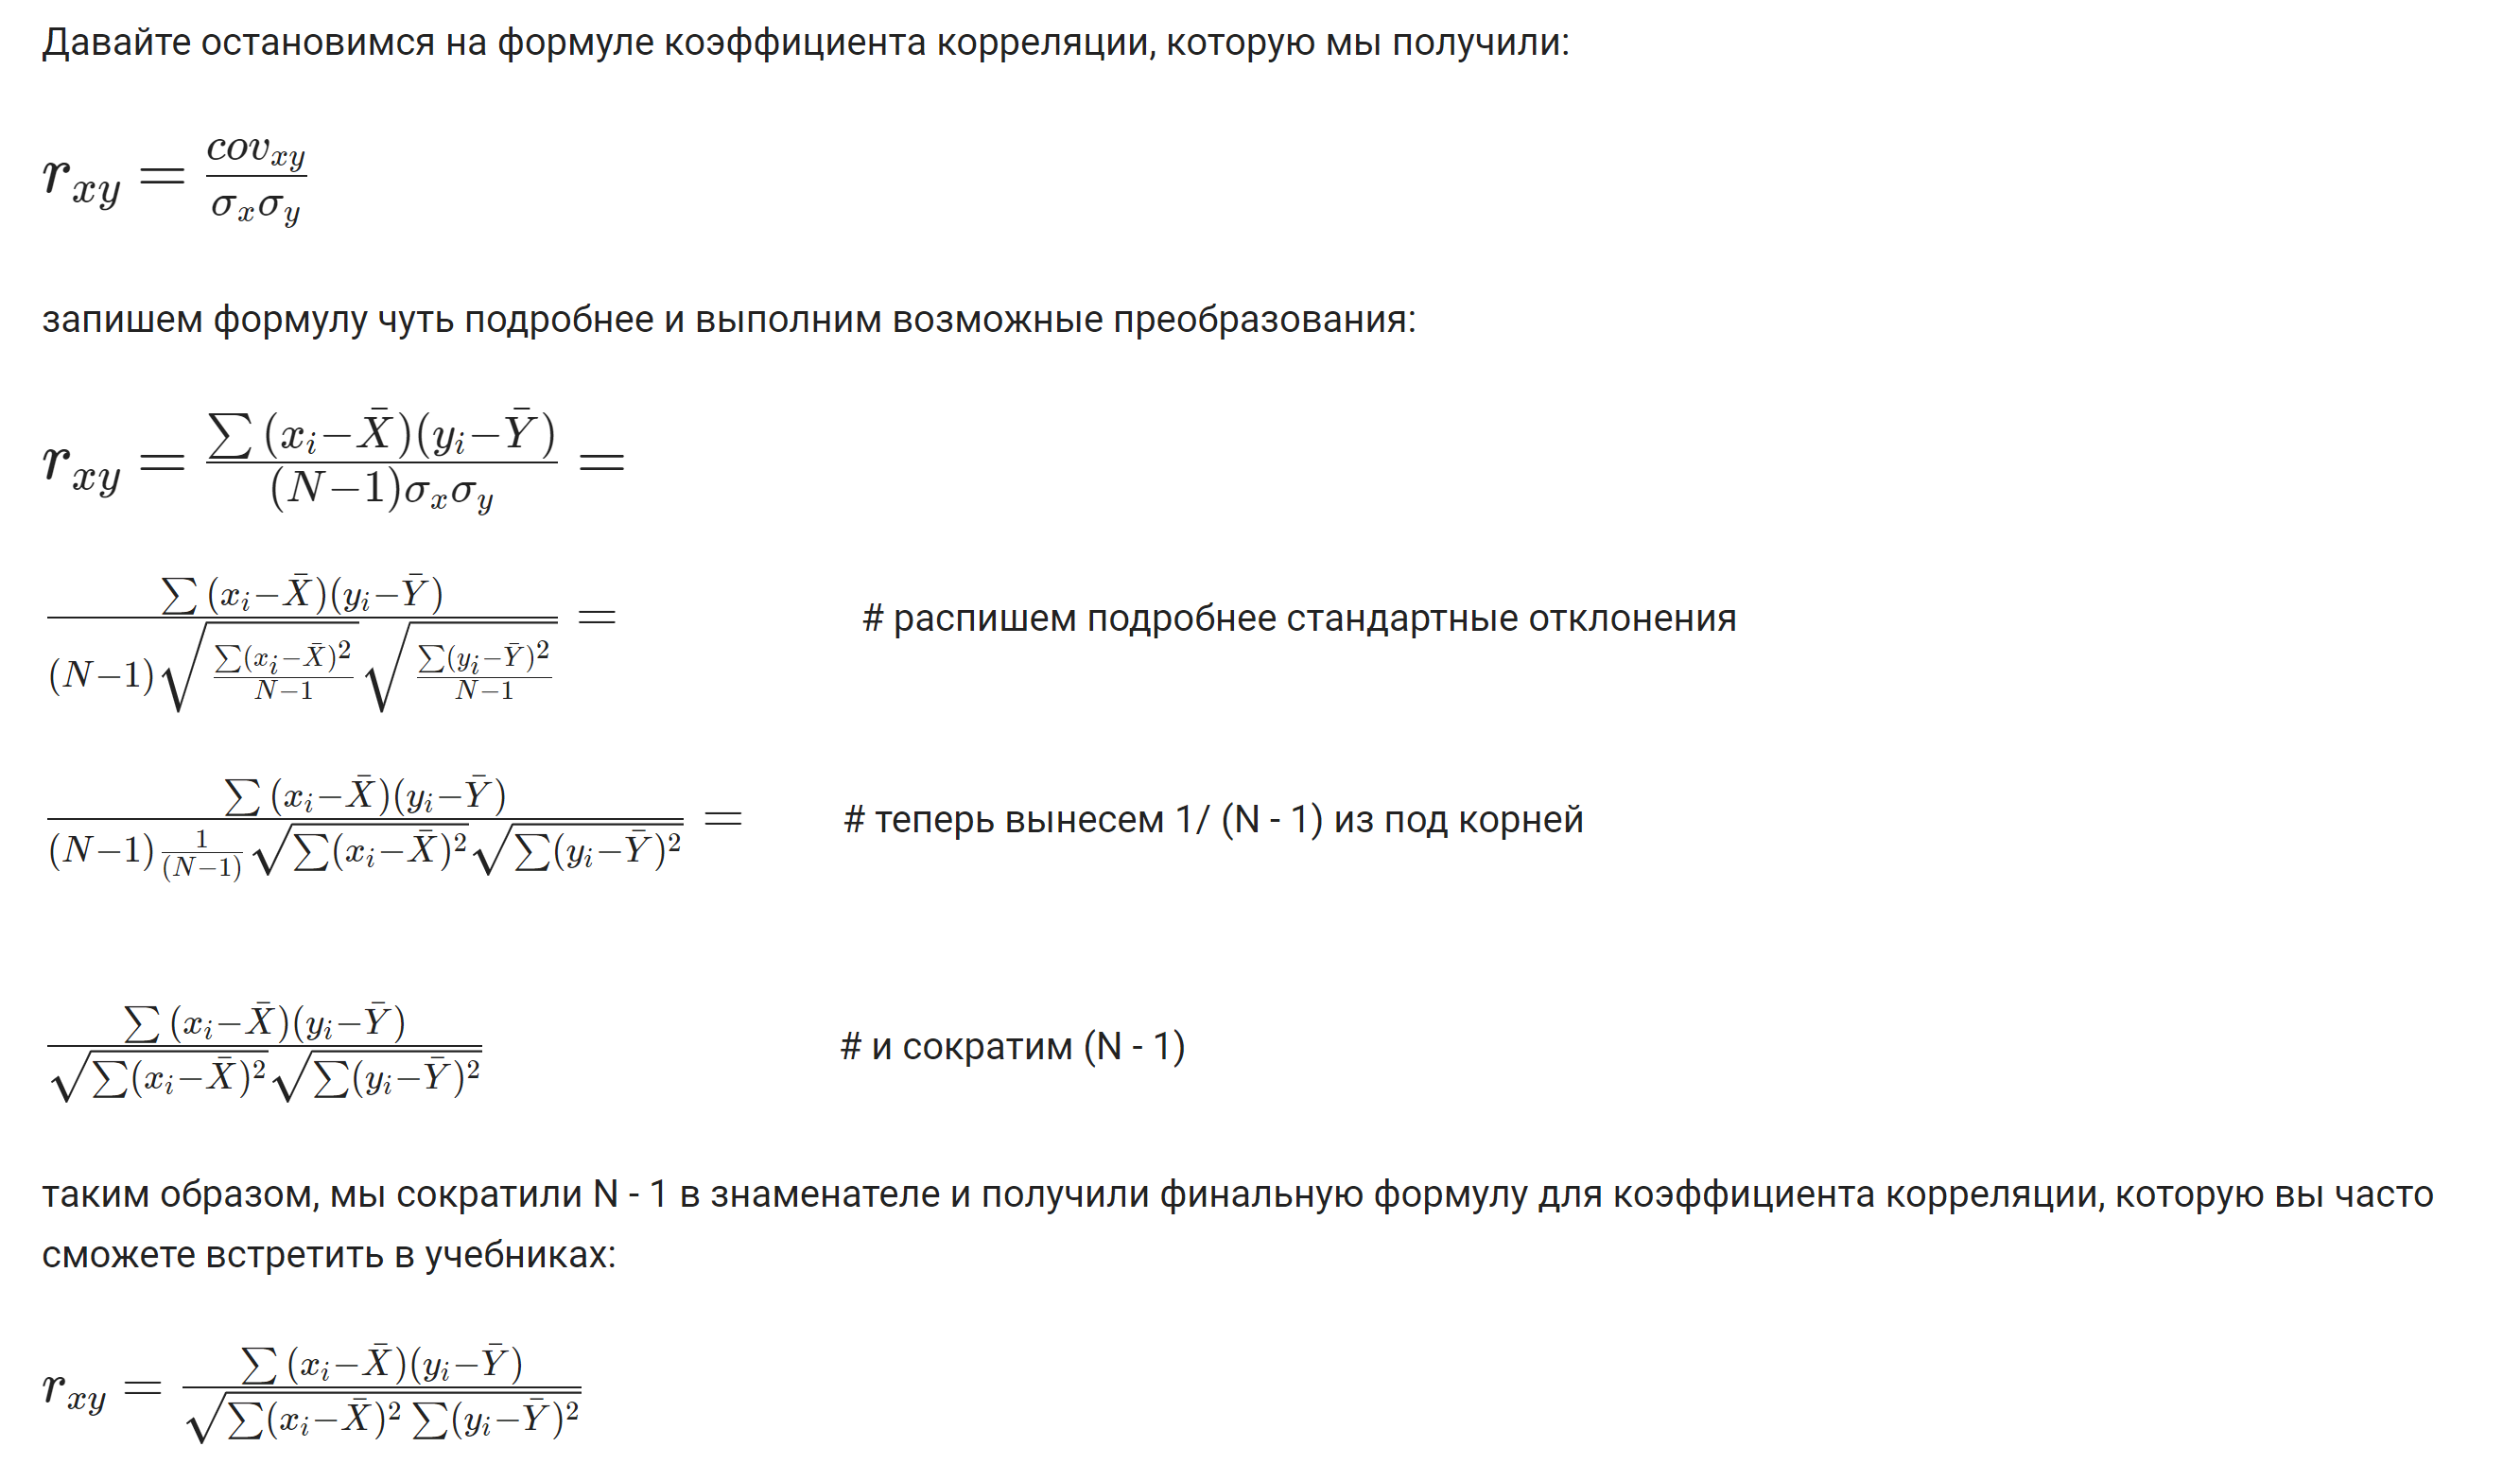 Давайте остановимся на формуле коэффициента корреляции, которую мы получили:
$r_{xy} = \frac{cov_{xy}}{\sigma_x \sigma_y}$
запишем формулу чуть подробнее и выполним возможные преобразования:
$r_{xy} = \frac{\sum (x_i - \bar{X})(y_i - \bar{Y})}{(N-1)\sigma_x \sigma_y} =$
$\frac{\sum (x_i - \bar{X})(y_i - \bar{Y})}{(N-1)\sqrt{\frac{\sum (x_i - \bar{X})^2}{N-1}}\sqrt{\frac{\sum (y_i - \bar{Y})^2}{N-1}}} =$ # распишем подробнее стандартные отклонения
$\frac{\sum (x_i - \bar{X})(y_i - \bar{Y})}{(N-1)\frac{1}{(N-1)}\sqrt{\sum (x_i - \bar{X})^2}\sqrt{\sum (y_i - \bar{Y})^2}} =$ # теперь вынесем 1/ (N - 1) из под корней
$\frac{\sum (x_i - \bar{X})(y_i - \bar{Y})}{\sqrt{\sum (x_i - \bar{X})^2}\sqrt{\sum (y_i - \bar{Y})^2}}$ # и сократим (N - 1)
таким образом, мы сократили N - 1 в знаменателе и получили финальную формулу для коэффициента корреляции, которую вы часто
сможете встретить в учебниках:
$r_{xy} = \frac{\sum (x_i - \bar{X})(y_i - \bar{Y})}{\sqrt{\sum (x_i - \bar{X})^2 \sum (y_i - \bar{Y})^2}}$